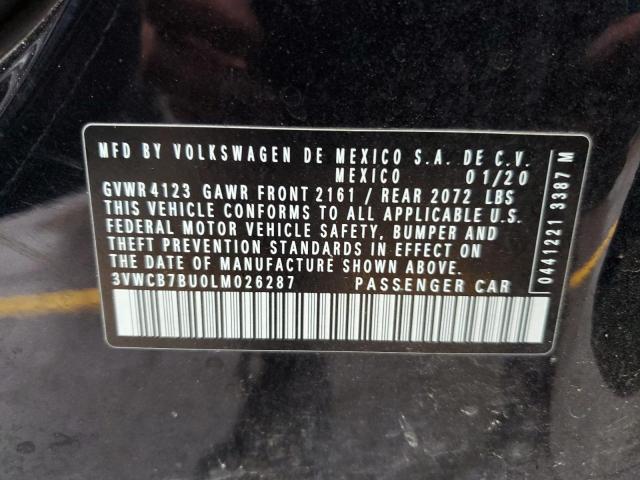 MFD BY VOLKSWAGEN DE MEXICO S.A. DE C.V.
MEXICO 01/20
GVWR 4123 GAWR FRONT 2161 / REAR 2072 LBS
THIS VEHICLE CONFORMS TO ALL APPLICABLE U.S.
FEDERAL MOTOR VEHICLE SAFETY, BUMPER AND
THEFT PREVENTION STANDARDS IN EFFECT ON
THE DATE OF MANUFACTURE SHOWN ABOVE.
3VWCB7BU0LM026287 PASSENGER CAR
0441221 3387 M